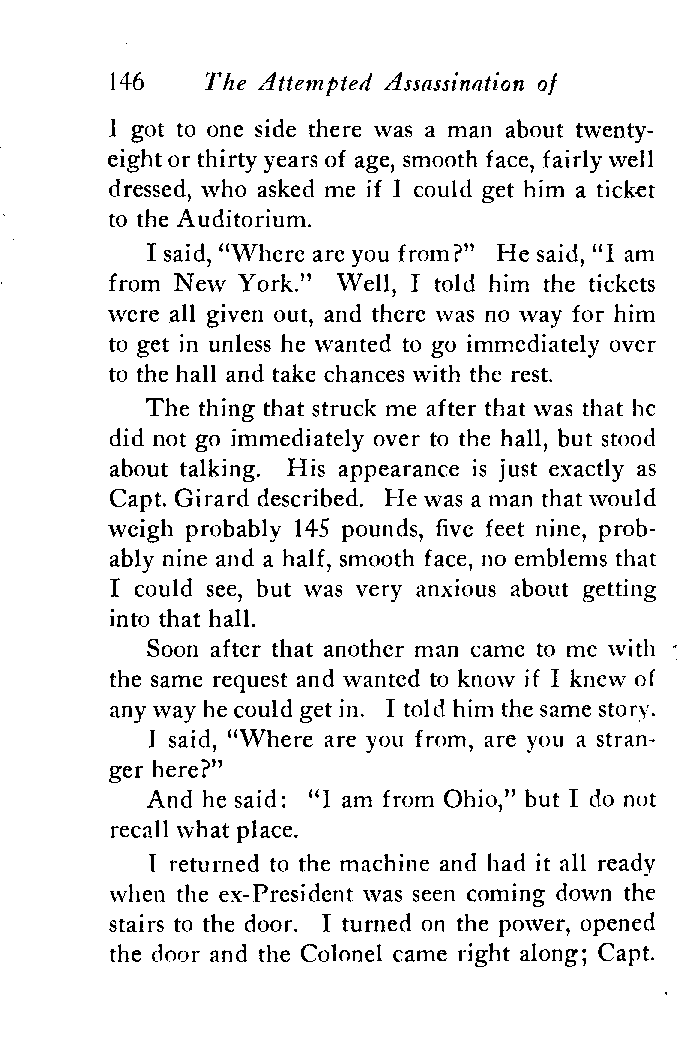 146 The Attempted Assassination of
I got to one side there was a man about twenty-
eight or thirty years of age, smooth face, fairly well
dressed, who asked me if I could get him a ticket
to the Auditorium.
I said, “Where are you from?” He said, “I am
from New York.” Well, I told him the tickets
were all given out, and there was no way for him
to get in unless he wanted to go immediately over
to the hall and take chances with the rest.
The thing that struck me after that was that he
did not go immediately over to the hall, but stood
about talking. His appearance is just exactly as
Capt. Girard described. He was a man that would
weigh probably 145 pounds, five feet nine, prob-
ably nine and a half, smooth face, no emblems that
I could see, but was very anxious about getting
into that hall.
Soon after that another man came to me with
the same request and wanted to know if I knew of
any way he could get in. I told him the same story.
I said, “Where are you from, are you a stran-
ger here?”
And he said: “I am from Ohio,” but I do not
recall what place.
I returned to the machine and had it all ready
when the ex-President was seen coming down the
stairs to the door. I turned on the power, opened
the door and the Colonel came right along; Capt.